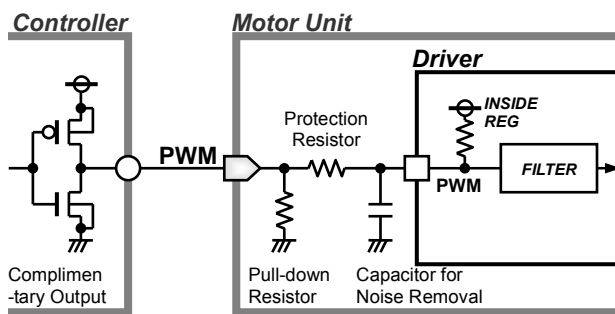 Controller
Motor Unit
Driver
INSIDE
REG
Protection
Resistor
PWM
PWM
FILTER
Complimen
-tary Output
Pull-down
Resistor
Capacitor for
Noise Removal